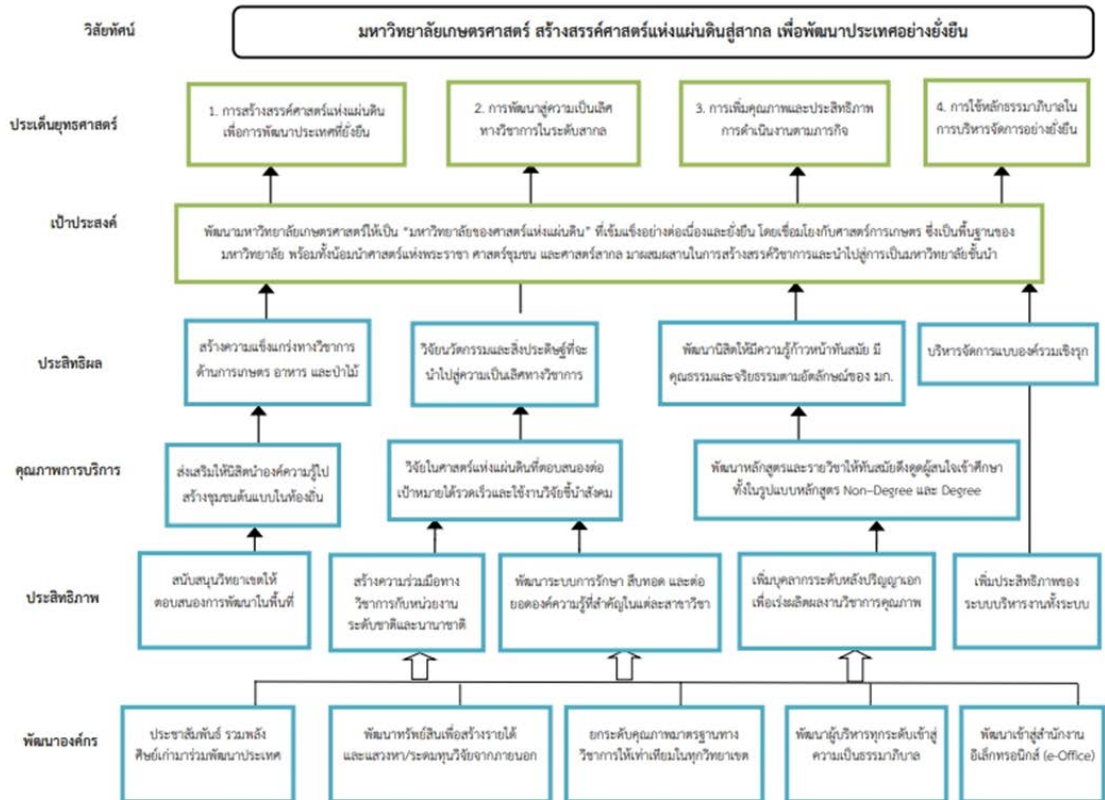 วิสัยทัศน์
มหาวิทยาลัยเกษตรศาสตร์ สร้างสรรค์ศาสตร์แห่งแผ่นดินสู่สากล เพื่อพัฒนาประเทศอย่างยั่งยืน
ประเด็นยุทธศาสตร์
1. การสร้างสรรค์ศาสตร์แห่งแผ่นดิน
เพื่อการพัฒนาประเทศที่ยั่งยืน
2. การพัฒนาสู่ความเป็นเลิศ
ทางวิชาการในระดับสากล
3. การเพิ่มคุณภาพและประสิทธิภาพ
การดำเนินงานตามภารกิจ
4. การใช้หลักธรรมาภิบาลใน
การบริหารจัดการอย่างยั่งยืน
เป้าประสงค์
พัฒนามหาวิทยาลัยเกษตรศาสตร์ให้เป็น "มหาวิทยาลัยของศาสตร์แห่งแผ่นดิน" ที่เข้มแข็งอย่างต่อเนื่องและยั่งยืน โดยเชื่อมโยงกับศาสตร์การเกษตร ซึ่งเป็นพื้นฐานของ
มหาวิทยาลัย พร้อมทั้งน้อมนำศาสตร์แห่งพระราชา ศาสตร์ชุมชน และศาสตร์สากล มาผสมผสานในการสร้างสรรค์วิชาการและนำไปสู่การเป็นมหาวิทยาลัยชั้นนำ
ประสิทธิผล
สร้างความแข็งแกร่งทางวิชาการ
ด้านการเกษตร อาหาร และป่าไม้
วิจัยนวัตกรรมและสิ่งประดิษฐ์ที่จะ
นำไปสู่ความเป็นเลิศทางวิชาการ
พัฒนานิสิตให้มีความรู้ก้าวหน้าทันสมัย มี
คุณธรรมและจริยธรรมตามอัตลักษณ์ของ มก.
บริหารจัดการแบบองค์รวมเชิงรุก
คุณภาพการบริการ
ส่งเสริมให้นิสิตนำองค์ความรู้ไป
สร้างชุมชนต้นแบบในท้องถิ่น
วิจัยในศาสตร์แห่งแผ่นดินที่ตอบสนองต่อ
เป้าหมายได้รวดเร็วและใช้งานวิจัยชี้นำสังคม
พัฒนาหลักสูตรและรายวิชาให้ทันสมัยดึงดูดผู้สนใจเข้าศึกษา
ทั้งในรูปแบบหลักสูตร Non-Degree และ Degree
ประสิทธิภาพ
สนับสนุนวิทยาเขตให้
ตอบสนองการพัฒนาในพื้นที่
สร้างความร่วมมือทาง
วิชาการกับหน่วยงาน
ระดับชาติและนานาชาติ
พัฒนาระบบการรักษา สืบทอด และต่อ
ยอดองค์ความรู้ที่สำคัญในแต่ละสาขาวิชา
เพิ่มบุคลากรระดับหลังปริญญาเอก
เพื่อเร่งผลิตผลงานวิชาการคุณภาพ
เพิ่มประสิทธิภาพของ
ระบบบริหารงานทั้งระบบ
พัฒนาองค์กร
ประชาสัมพันธ์ รวมพลัง
ศิษย์เก่ามาร่วมพัฒนาประเทศ
พัฒนาทรัพย์สินเพื่อสร้างรายได้
และแสวงหา/ระดมทุนวิจัยจากภายนอก
ยกระดับคุณภาพมาตรฐานทาง
วิชาการให้เท่าเทียมในทุกวิทยาเขต
พัฒนาผู้บริหารทุกระดับเข้าสู่
ความเป็นธรรมาภิบาล
พัฒนาเข้าสู่สำนักงาน
อิเล็กทรอนิกส์ (e-Office)